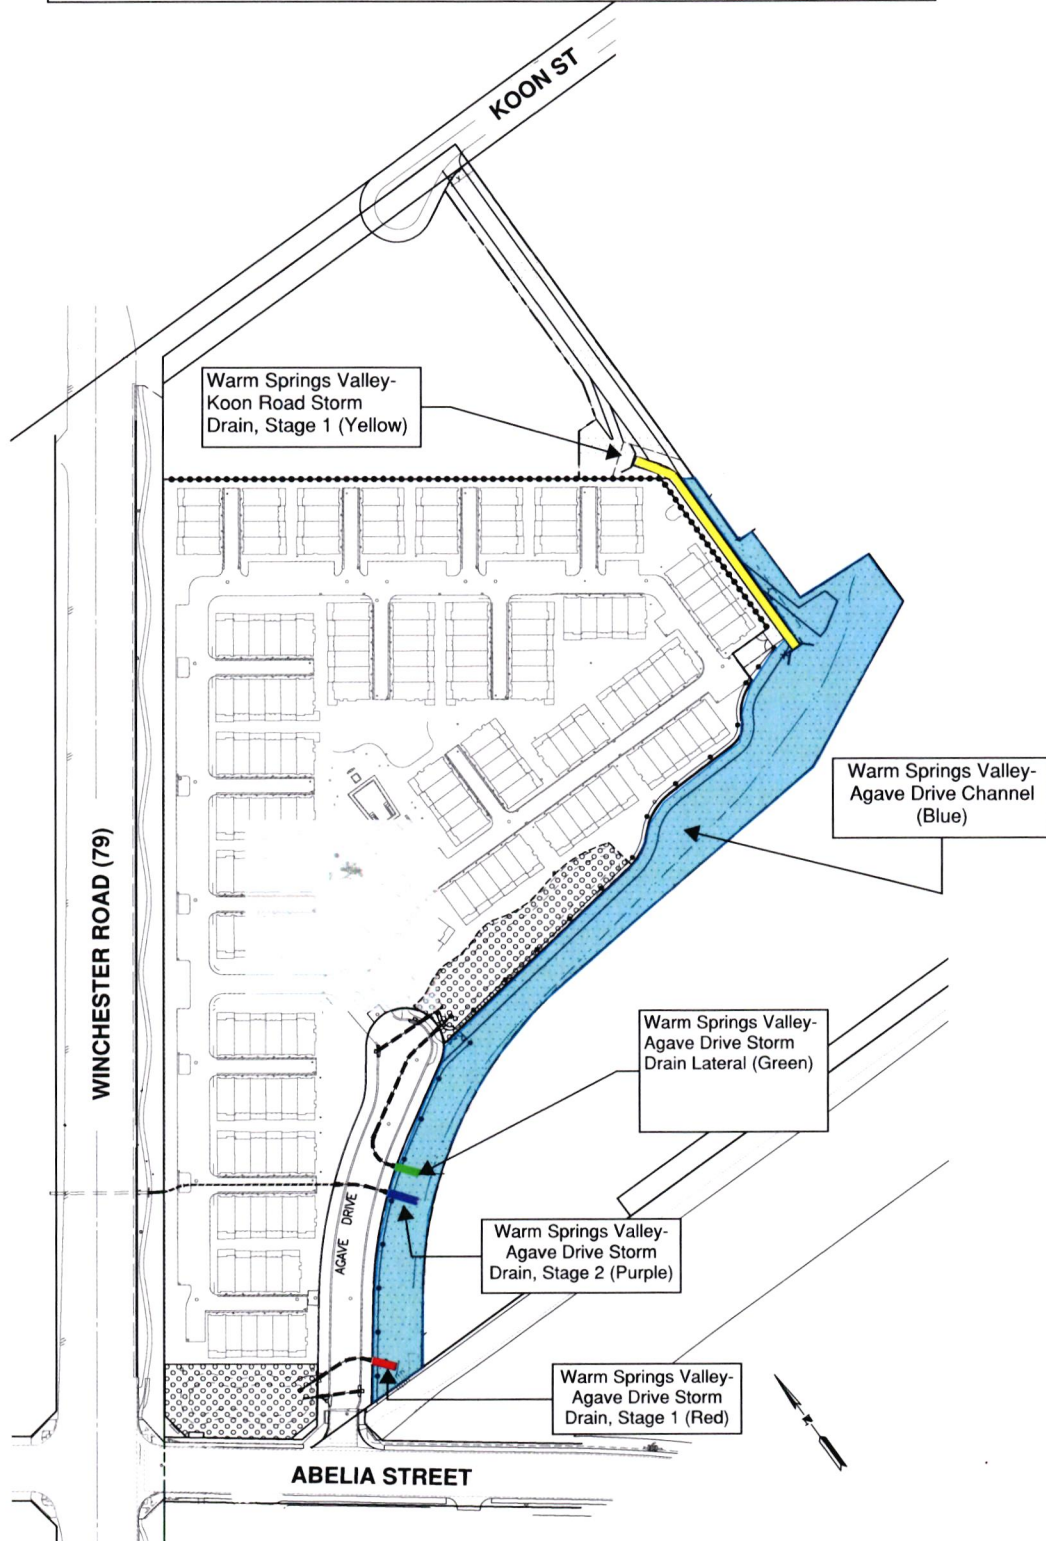 KOON ST
Warm Springs Valley-
Koon Road Storm
Drain, Stage 1 (Yellow)
Warm Springs Valley-
Agave Drive Channel
(Blue)
WINCHESTER ROAD (79)
Warm Springs Valley-
Agave Drive Storm
Drain Lateral (Green)
AGAVE DRIVE
Warm Springs Valley-
Agave Drive Storm
Drain, Stage 2 (Purple)
Warm Springs Valley-
Agave Drive Storm
Drain, Stage 1 (Red)
ABELIA STREET